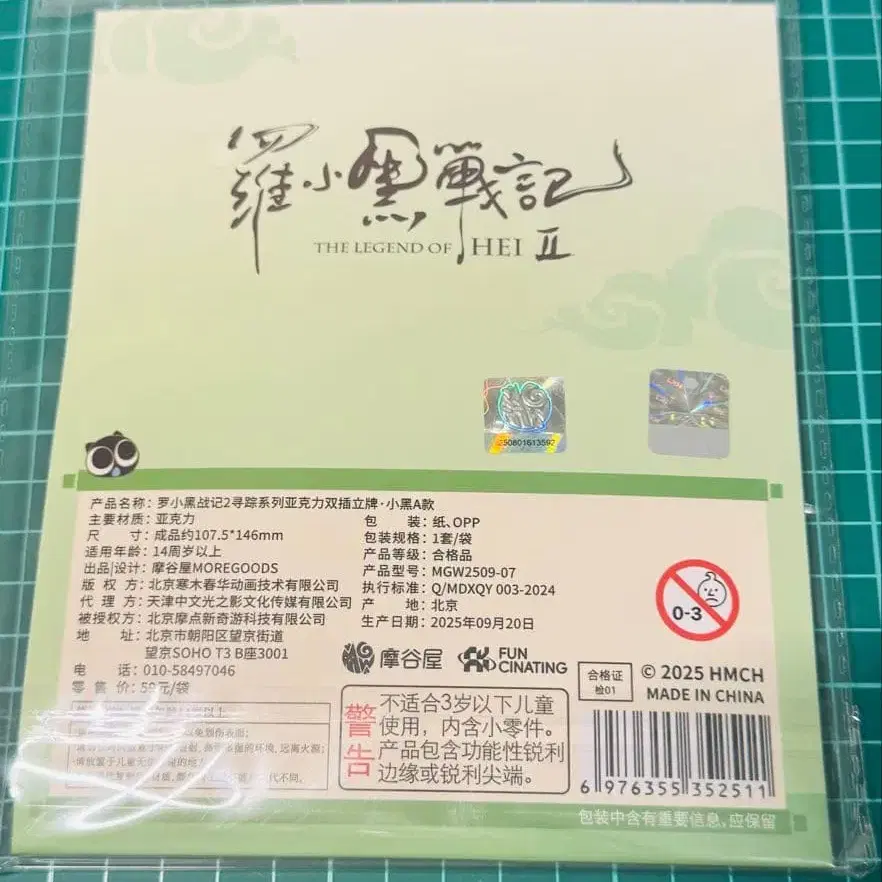 羅小黑戰記
THE LEGEND OF HEI II
250801613592
产品名称：罗小黑战记2寻踪系列亚克力双插立牌·小黑A款
主要材质：亚克力
尺 寸：成品约107.5*146mm
适用年龄：14周岁以上
出品|设计：摩谷屋MOREGOODS
版 权 方：北京寒木春华动画技术有限公司
代 理 方：天津中文光之影文化传媒有限公司
被授权方：北京摩点新奇游科技有限公司
地 址：北京市朝阳区望京街道
望京SOHO T3 B座3001
电 话：010-58497046
零 售 价：59元/袋
包 装：纸、OPP
包装规格：1套/袋
产品等级：合格品
产品型号：MGW2509-07
执行标准：Q/MDXQY 003-2024
产 地：北京
生产日期：2025年09月20日
0-3
摩谷屋
FUN
CINATING
合格证
检01
© 2025 HMCH
MADE IN CHINA
警告
不适合3岁以下儿童
使用，内含小零件。
产品包含功能性锐利
边缘或锐利尖端。
6 976355 352511
包装中含有重要信息，应保留